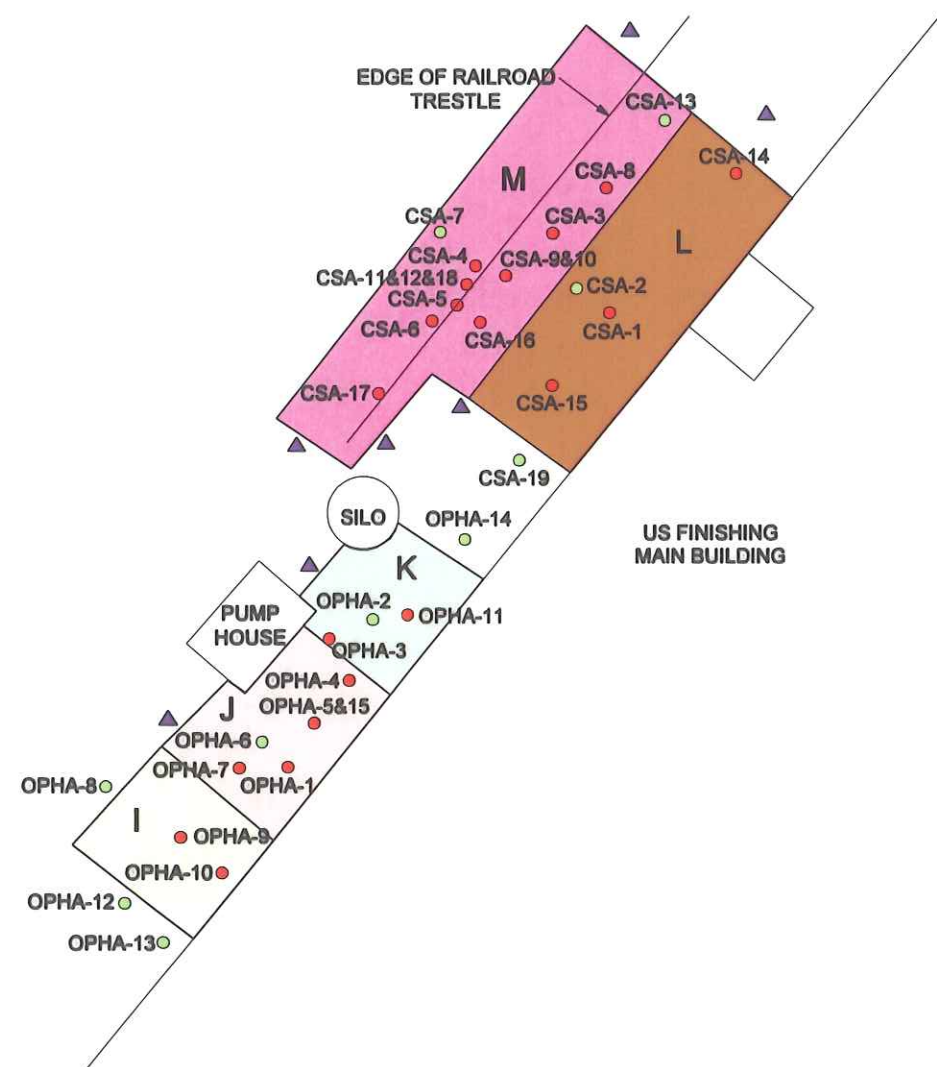 EDGE OF RAILROAD
TRESTLE
CSA-13
CSA-14
CSA-8
M
CSA-7
CSA-3
L
CSA-4
CSA-9&10
CSA-11&12&18
CSA-2
CSA-5
CSA-6
CSA-1
CSA-16
CSA-17
CSA-15
CSA-19
SILO
OPHA-14
US FINISHING
MAIN BUILDING
K
OPHA-2
OPHA-11
PUMP
HOUSE
OPHA-3
OPHA-4
J
OPHA-5&15
OPHA-6
OPHA-7
OPHA-1
OPHA-8
I
OPHA-9
OPHA-10
OPHA-12
OPHA-13